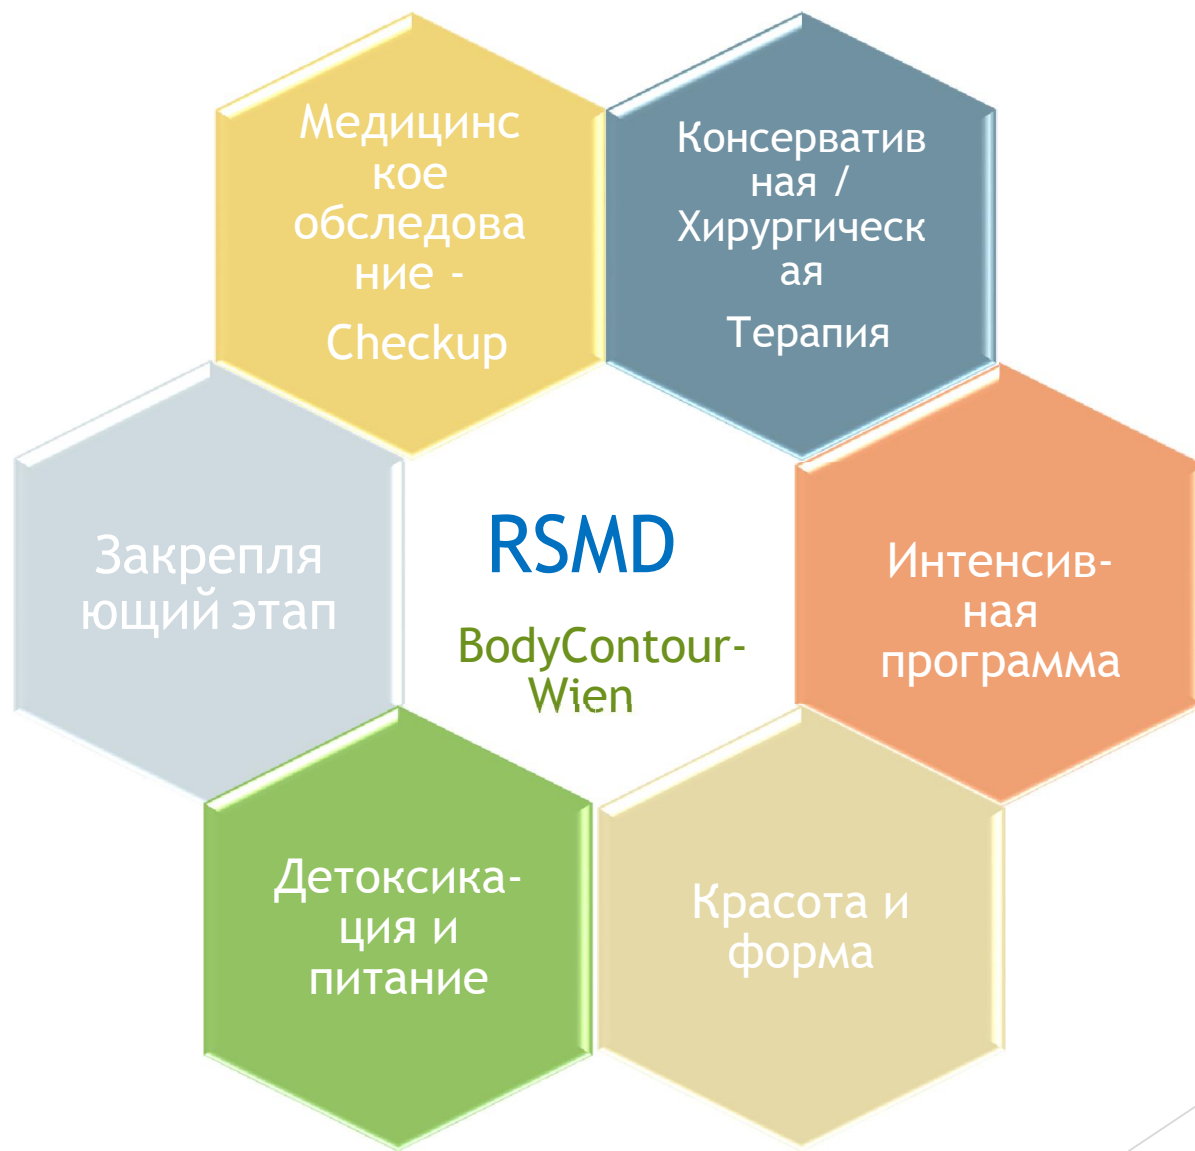 Медицинс
кое
обследова
ние -
Checkup
Консерватив
ная /
Хирургическ
ая
Терапия
Закрепля
ющий этап
RSMD
BodyContour-
Wien
Интенсив-
ная
программа
Детоксика-
ция и
питание
Красота и
форма